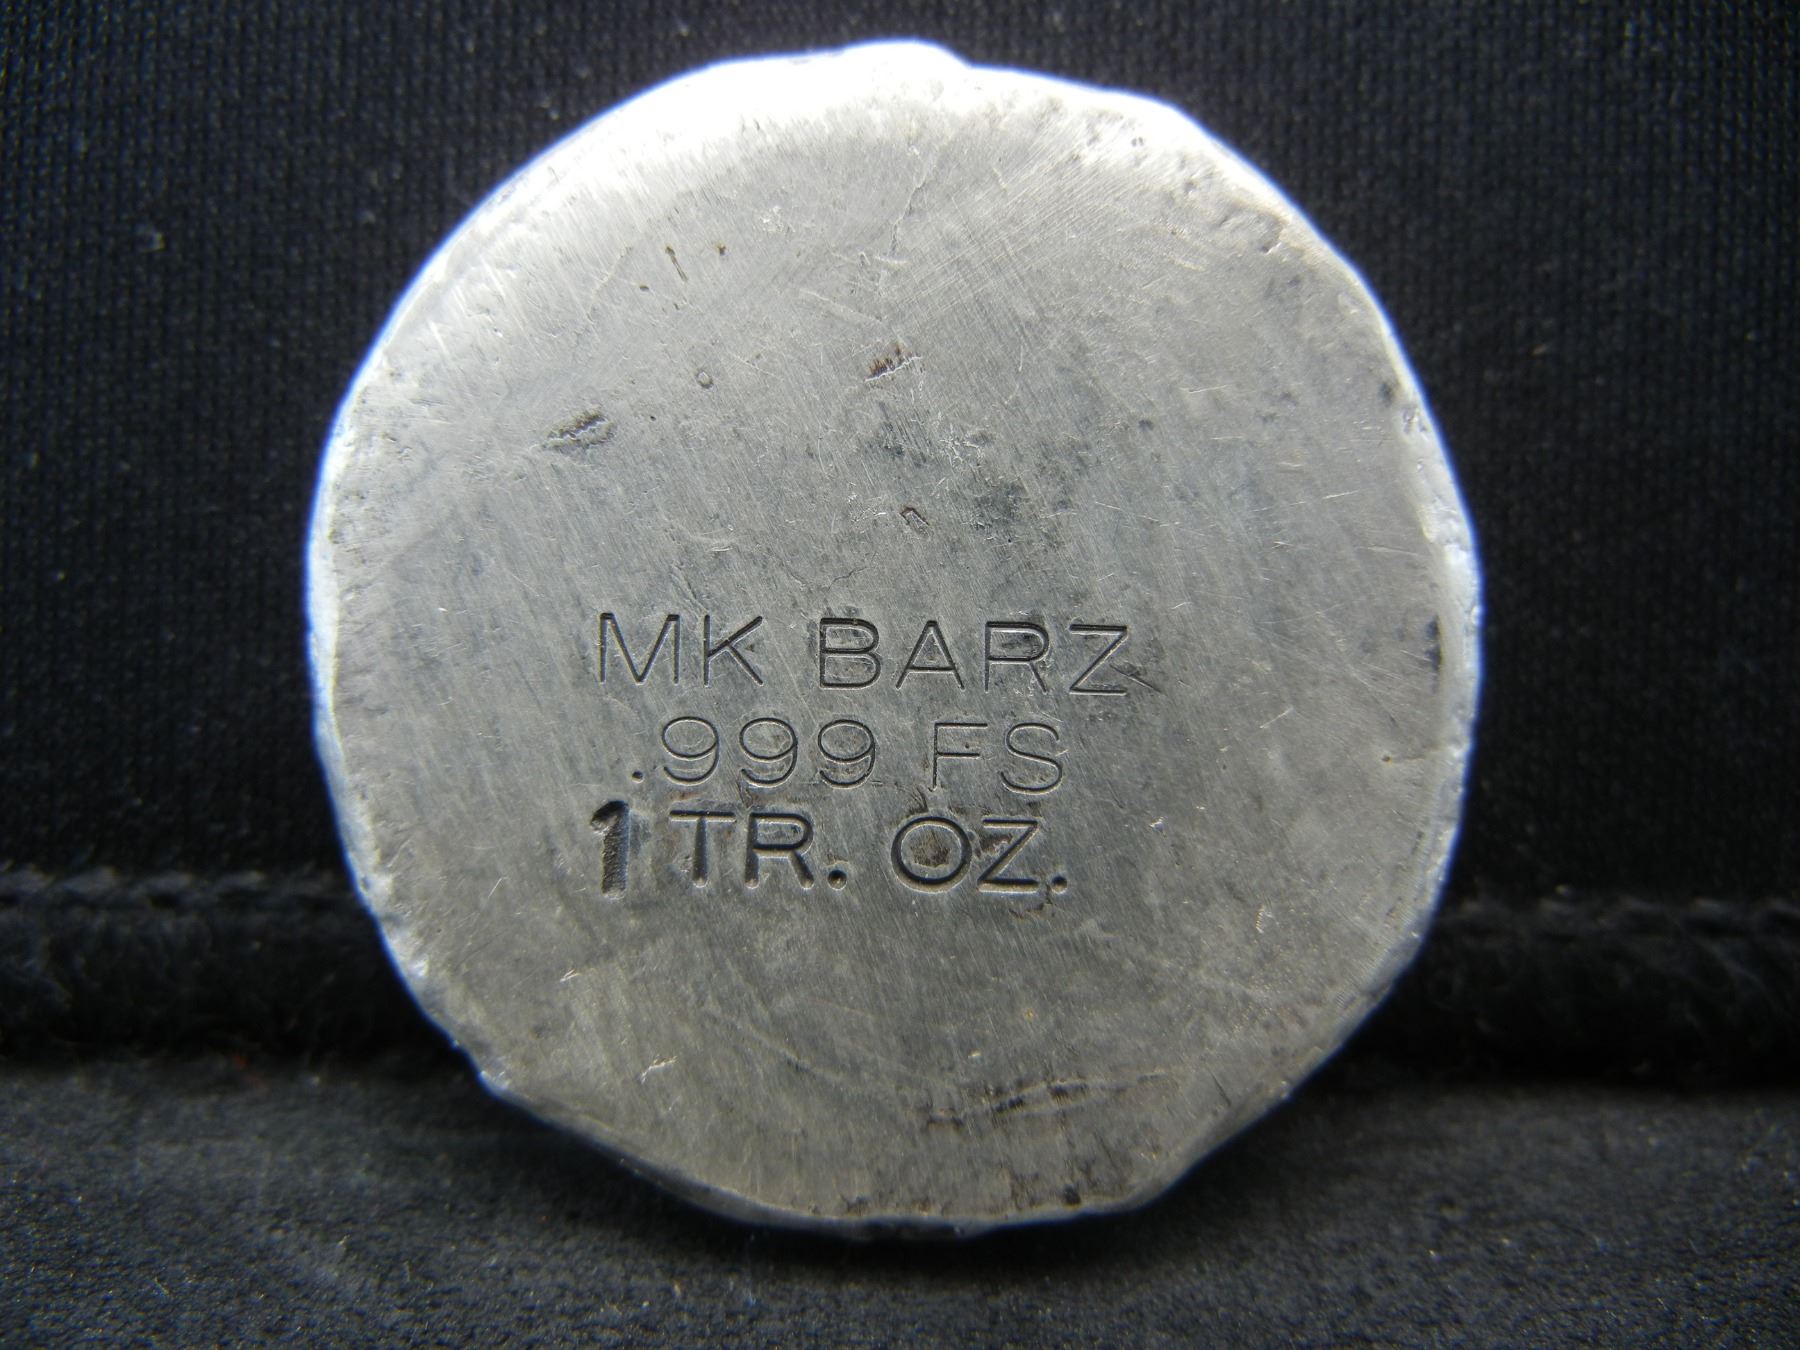 MK BARZ
.999 FS
1 TR. OZ.